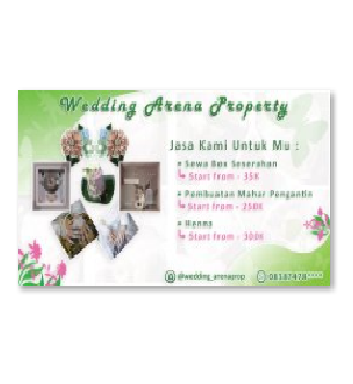 Wedding Arena Property
Jasa Kami Untuk Mu :
• Sewa Box Seserahan
Start from - 35K
• Pembuatan Mahar Pengantin
Start from - 250K
Start from - 300K
@wedding_arenaprop
08137478****